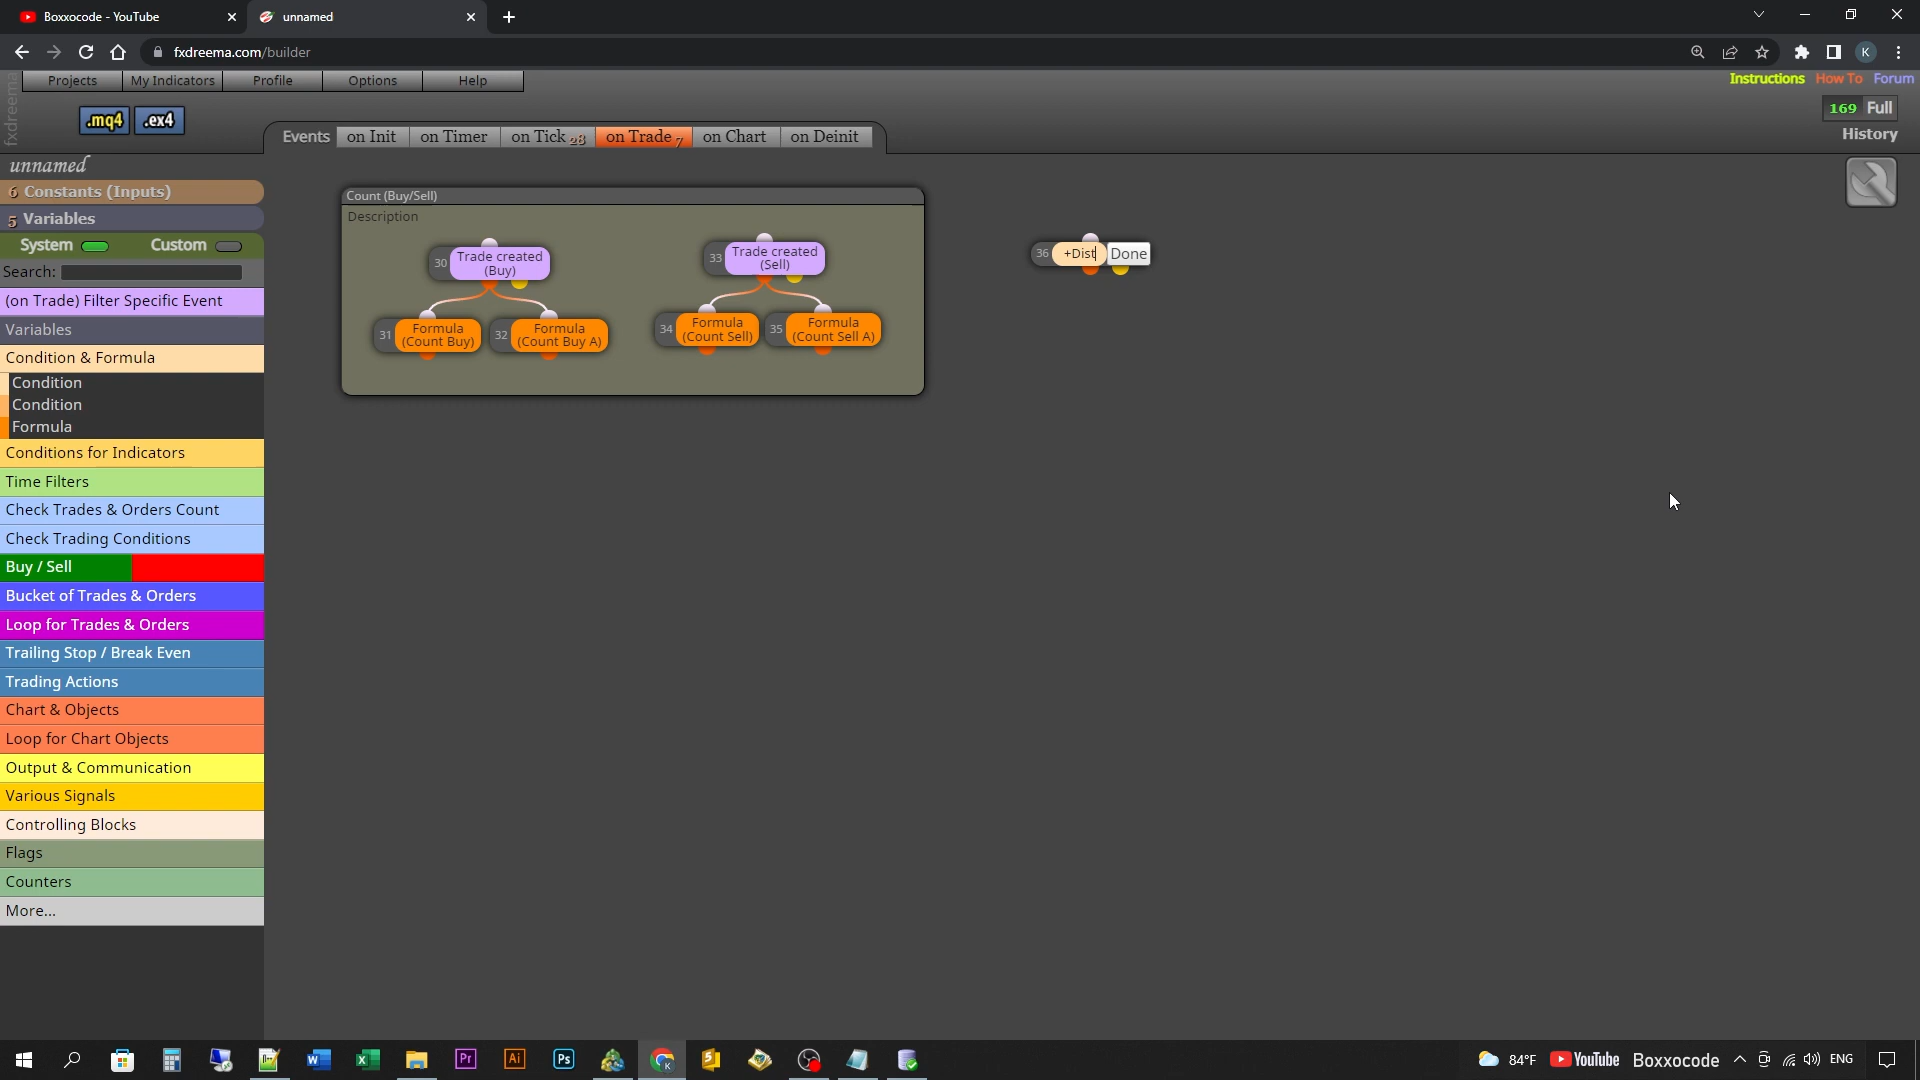 Boxxocode - YouTube
unnamed
fxdreema.com/builder
K
Projects
My Indicators
Profile
Options
Help
Instructions
How To
Forum
fxdreema
.mq4
.ex4
169 Full
History
Events
on Init
on Timer
on Tick 28
on Trade 7
on Chart
on Deinit
unnamed
6 Constants (Inputs)
5 Variables
System
Custom
Search:
(on Trade) Filter Specific Event
Variables
Condition & Formula
Condition
Condition
Formula
Conditions for Indicators
Time Filters
Check Trades & Orders Count
Check Trading Conditions
Buy / Sell
Bucket of Trades & Orders
Loop for Trades & Orders
Trailing Stop / Break Even
Trading Actions
Chart & Objects
Loop for Chart Objects
Output & Communication
Various Signals
Controlling Blocks
Flags
Counters
More...
Count (Buy/Sell)
Description
30
Trade created
(Buy)
33
Trade created
(Sell)
31
Formula
(Count Buy)
32
Formula
(Count Buy A)
34
Formula
(Count Sell)
35
Formula
(Count Sell A)
36
+Dist
Done
W
X
Pr
Ai
Ps
K
5
84°F
YouTube
Boxxocode
ENG